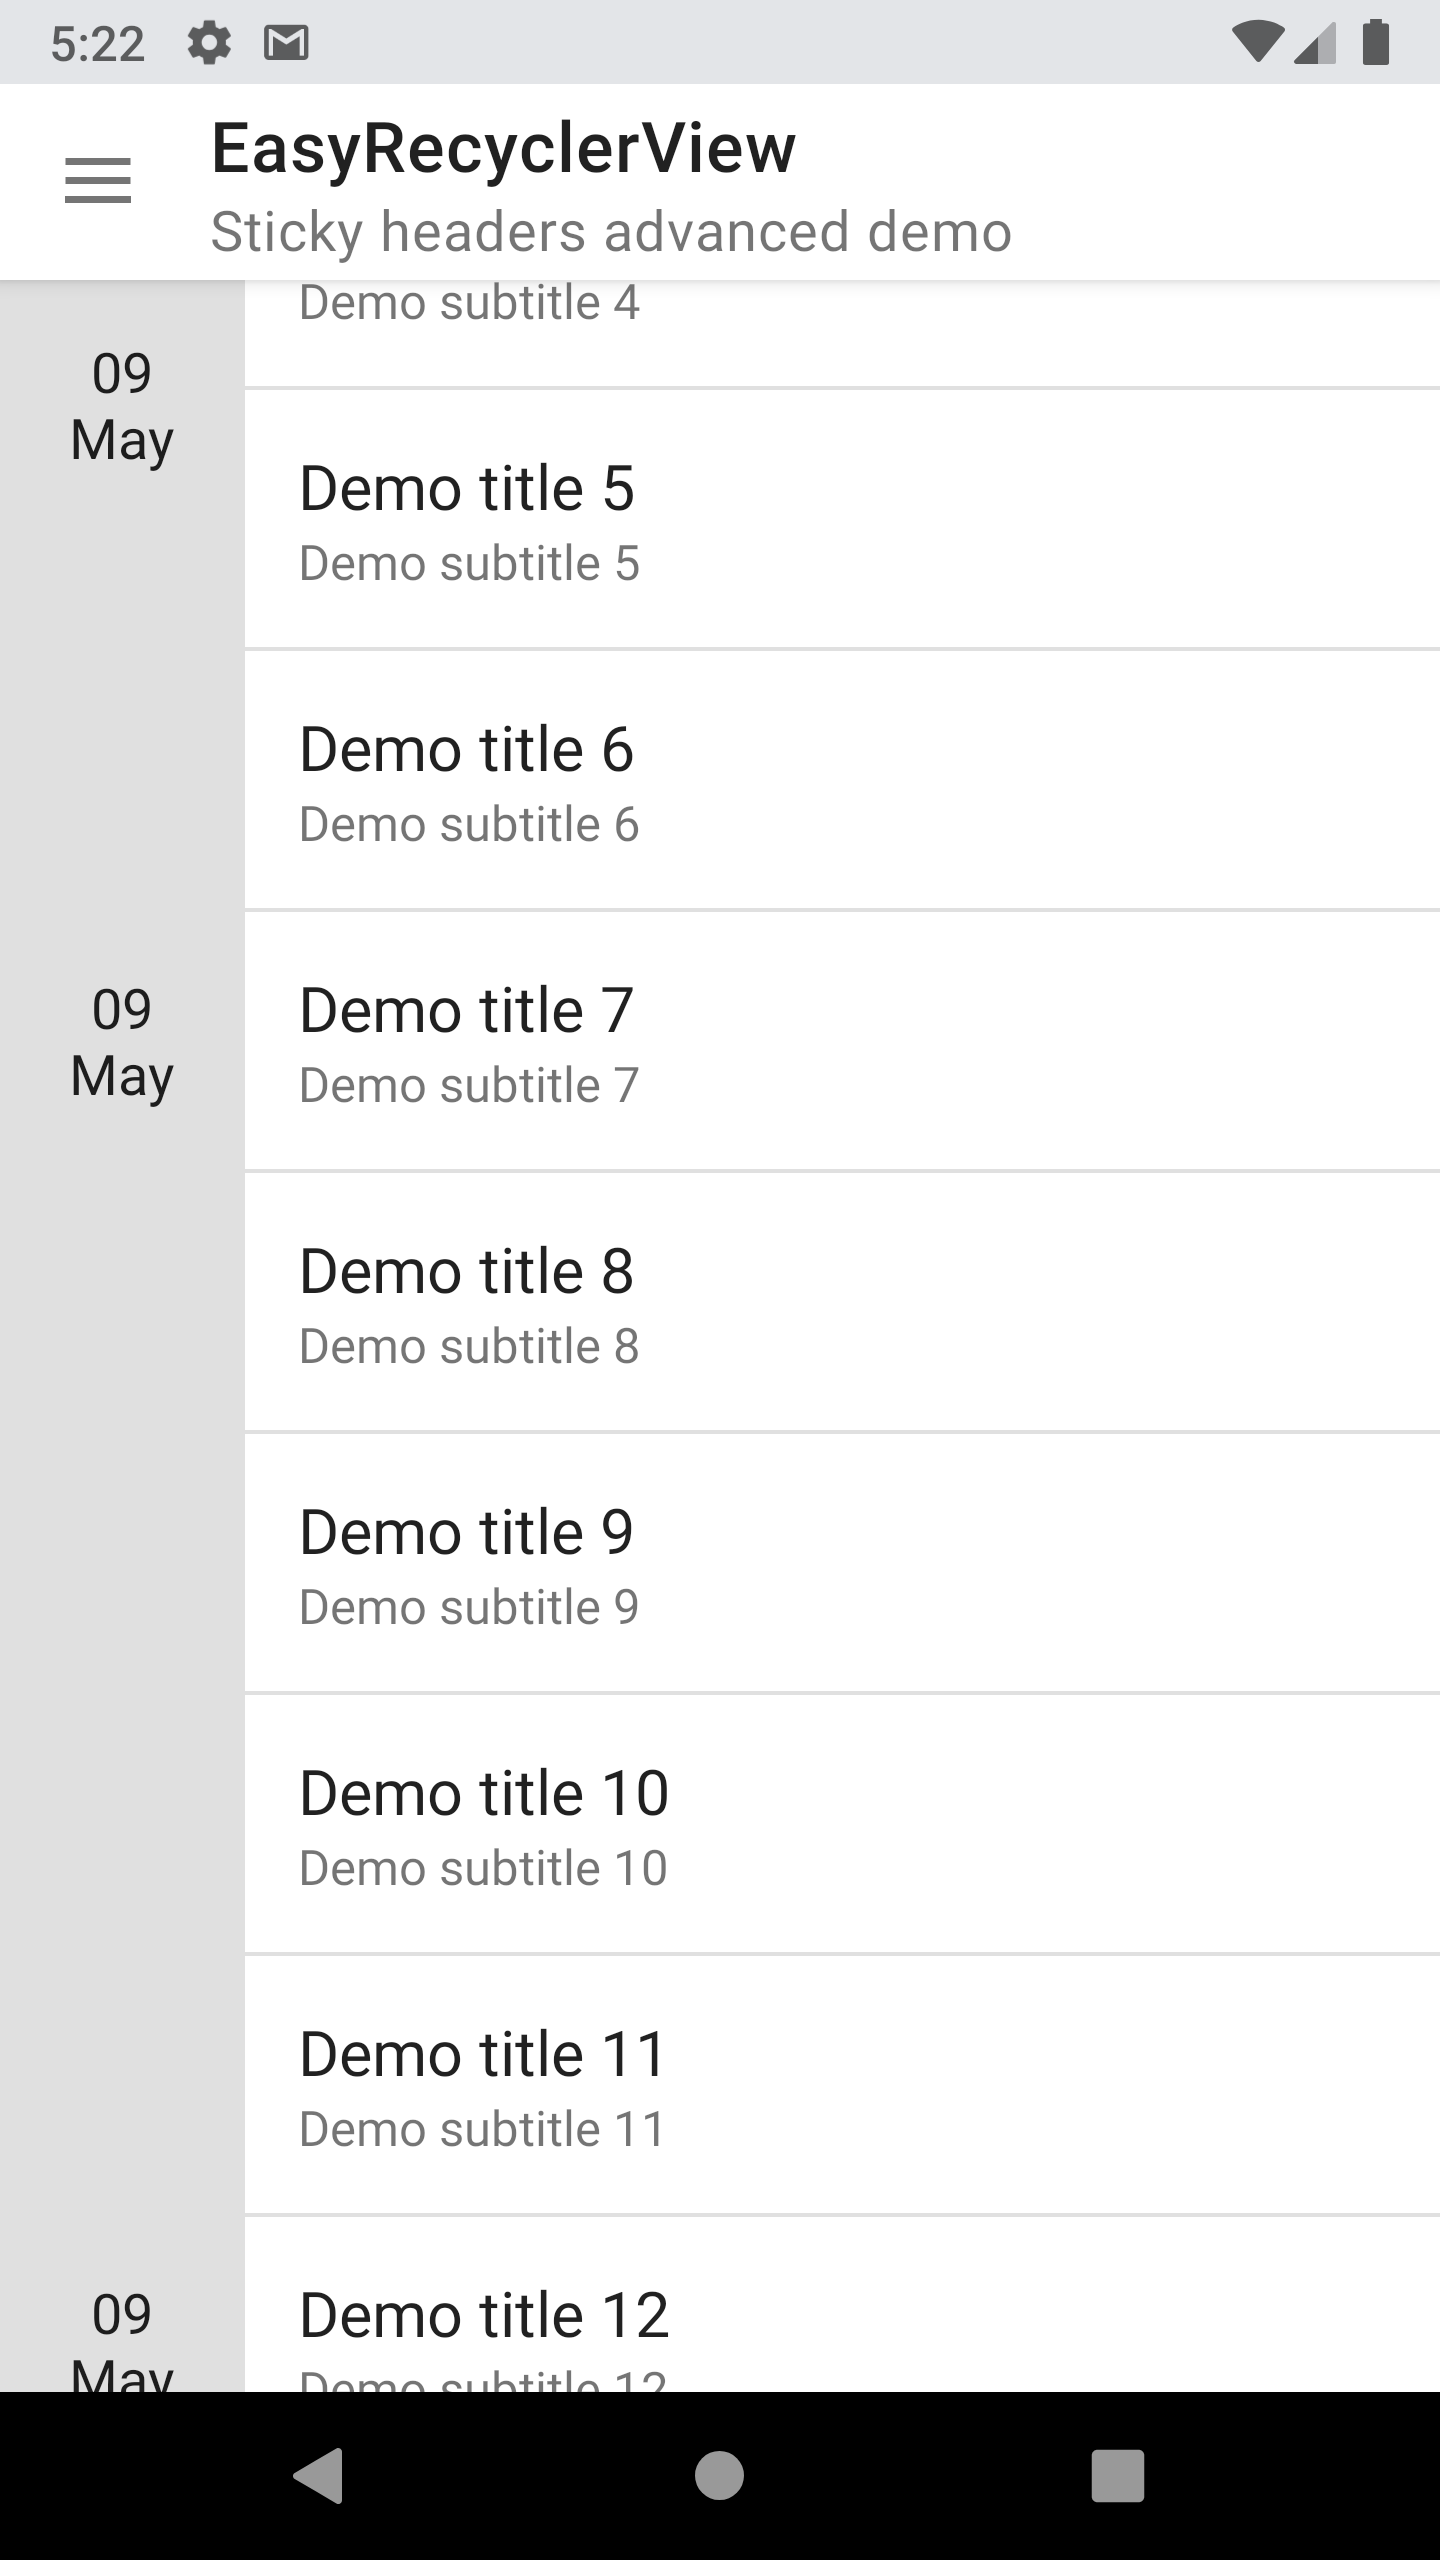 5:22
EasyRecyclerView
Sticky headers advanced demo
Demo subtitle 4
09
May
Demo title 5
Demo subtitle 5
Demo title 6
Demo subtitle 6
09
May
Demo title 7
Demo subtitle 7
Demo title 8
Demo subtitle 8
Demo title 9
Demo subtitle 9
Demo title 10
Demo subtitle 10
Demo title 11
Demo subtitle 11
09
May
Demo title 12
Demo subtitle 12